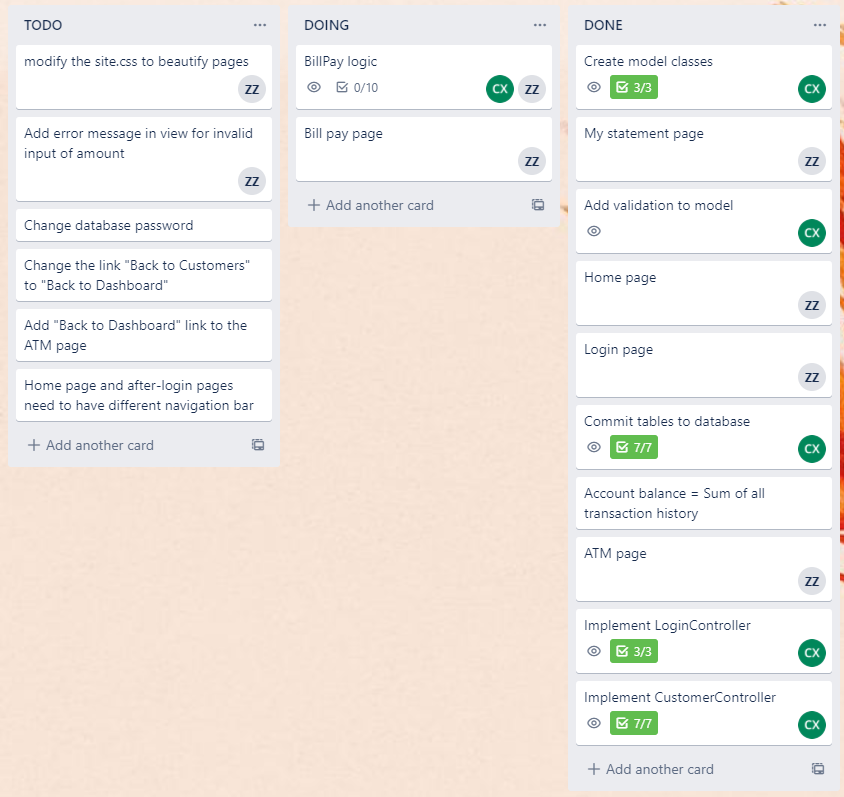 TODO
modify the site.css to beautify pages
ZZ
Add error message in view for invalid
input of amount
ZZ
Change database password
Change the link "Back to Customers"
to "Back to Dashboard"
Add "Back to Dashboard" link to the
ATM page
Home page and after-login pages
need to have different navigation bar
+ Add another card
DOING
BillPay logic
0/10 CX ZZ
Bill pay page
ZZ
+ Add another card
DONE
Create model classes
3/3 CX
My statement page
ZZ
Add validation to model
CX
Home page
ZZ
Login page
ZZ
Commit tables to database
7/7 CX
Account balance = Sum of all
transaction history
ATM page
ZZ
Implement LoginController
3/3 CX
Implement CustomerController
7/7 CX
+ Add another card